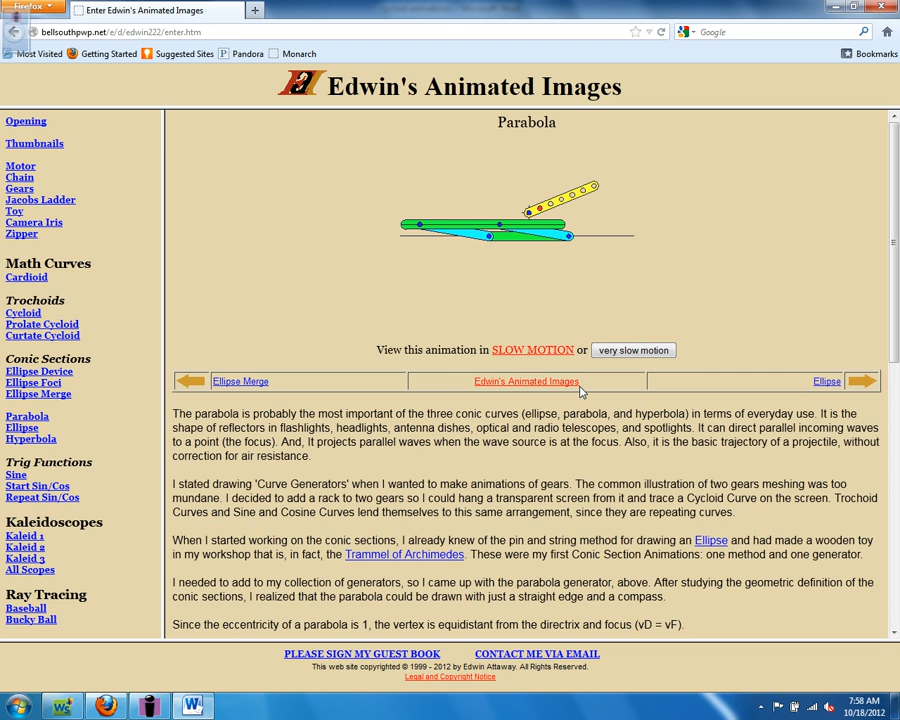 Firefox
Enter Edwin's Animated Images
bellsouthpwp.net/e/d/edwin222/enter.htm
Google
Most Visited Getting Started Suggested Sites Pandora Monarch Bookmarks
Edwin's Animated Images
Opening
Thumbnails
Motor
Chain
Gears
Jacobs Ladder
Toy
Camera Iris
Zipper
Math Curves
Cardioid
Trochoids
Cycloid
Prolate Cycloid
Curtate Cycloid
Conic Sections
Ellipse Device
Ellipse Foci
Ellipse Merge
Parabola
Ellipse
Hyperbola
Trig Functions
Sine
Start Sin/Cos
Repeat Sin/Cos
Kaleidoscopes
Kaleid 1
Kaleid 2
Kaleid 3
All Scopes
Ray Tracing
Baseball
Bucky Ball
Parabola
View this animation in SLOW MOTION or very slow motion
Ellipse Merge Edwin's Animated Images Ellipse
The parabola is probably the most important of the three conic curves (ellipse, parabola, and hyperbola) in terms of everyday use. It is the
shape of reflectors in flashlights, headlights, antenna dishes, optical and radio telescopes, and spotlights. It can direct parallel incoming waves
to a point (the focus). And, It projects parallel waves when the wave source is at the focus. Also, it is the basic trajectory of a projectile, without
correction for air resistance.
I stated drawing 'Curve Generators' when I wanted to make animations of gears. The common illustration of two gears meshing was too
mundane. I decided to add a rack to two gears so I could hang a transparent screen from it and trace a Cycloid Curve on the screen. Trochoid
Curves and Sine and Cosine Curves lend themselves to this same arrangement, since they are repeating curves.
When I started working on the conic sections, I already knew of the pin and string method for drawing an Ellipse and had made a wooden toy
in my workshop that is, in fact, the Trammel of Archimedes. These were my first Conic Section Animations: one method and one generator.
I needed to add to my collection of generators, so I came up with the parabola generator, above. After studying the geometric definition of the
conic sections, I realized that the parabola could be drawn with just a straight edge and a compass.
Since the eccentricity of a parabola is 1, the vertex is equidistant from the directrix and focus (vD = vF).
PLEASE SIGN MY GUEST BOOK CONTACT ME VIA EMAIL
This web site copyrighted © 1999 - 2012 by Edwin Attaway. All Rights Reserved.
Legal and Copyright Notice
7:58 AM
10/18/2012